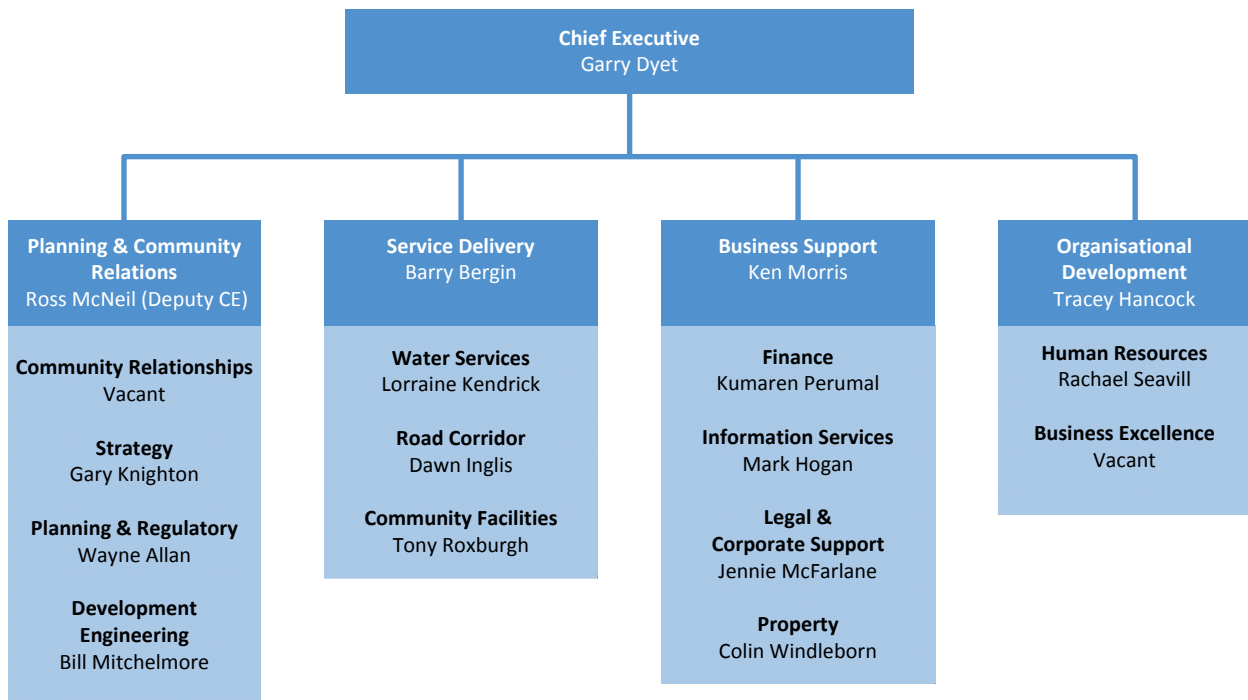 Chief Executive
Garry Dyet
Planning & Community
Relations
Ross McNeil (Deputy CE)
Community Relationships
Vacant
Strategy
Gary Knighton
Planning & Regulatory
Wayne Allan
Development
Engineering
Bill Mitchelmore
Service Delivery
Barry Bergin
Water Services
Lorraine Kendrick
Road Corridor
Dawn Inglis
Community Facilities
Tony Roxburgh
Business Support
Ken Morris
Finance
Kumaren Perumal
Information Services
Mark Hogan
Legal &
Corporate Support
Jennie McFarlane
Property
Colin Windleborn
Organisational
Development
Tracey Hancock
Human Resources
Rachael Seavill
Business Excellence
Vacant